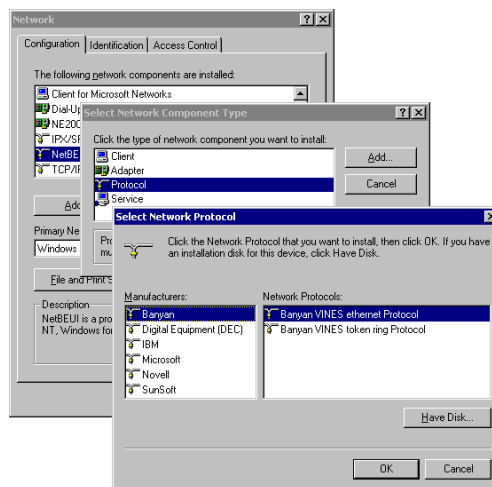 Network
Configuration Identification Access Control
The following network components are installed:
Client for Microsoft Networks
Select Network Component Type
Click the type of network component you want to install:
Client
Adapter
Protocol
Service
Add...
Cancel
IPX/SP
NetBE
TCP/IP
Primary Ne
Windows
File and Print S
Description
NetBEUI is a pro
NT, Windows for
Select Network Protocol
Click the Network Protocol that you want to install, then click OK. If you have
an installation disk for this device, click Have Disk.
Manufacturers:
Banyan
Digital Equipment (DEC)
IBM
Microsoft
Novell
SunSoft
Network Protocols:
Banyan VINES ethernet Protocol
Banyan VINES token ring Protocol
Have Disk...
OK
Cancel